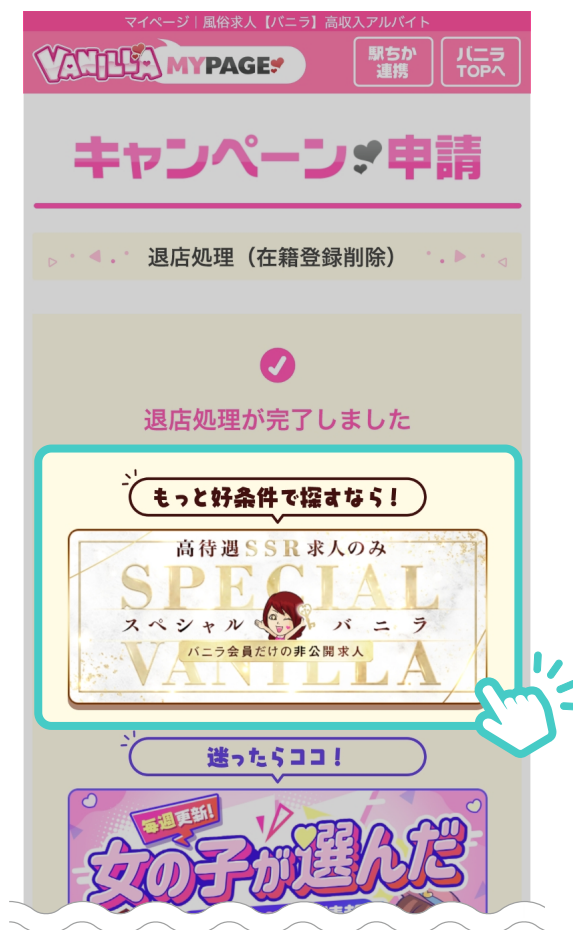 マイページ｜風俗求人【バニラ】高収入アルバイト
VANILLA MYPAGE
駅ちか
連携
バニラ
TOPへ
キャンペーン申請
退店処理（在籍登録削除）
退店処理が完了しました
もっと好条件で探すなら！
高待遇SSR求人のみ
SPECIAL
スペシャル バニラ
バニラ会員だけの非公開求人
VANILLA
迷ったらココ！
毎週更新！
女の子が選んだ